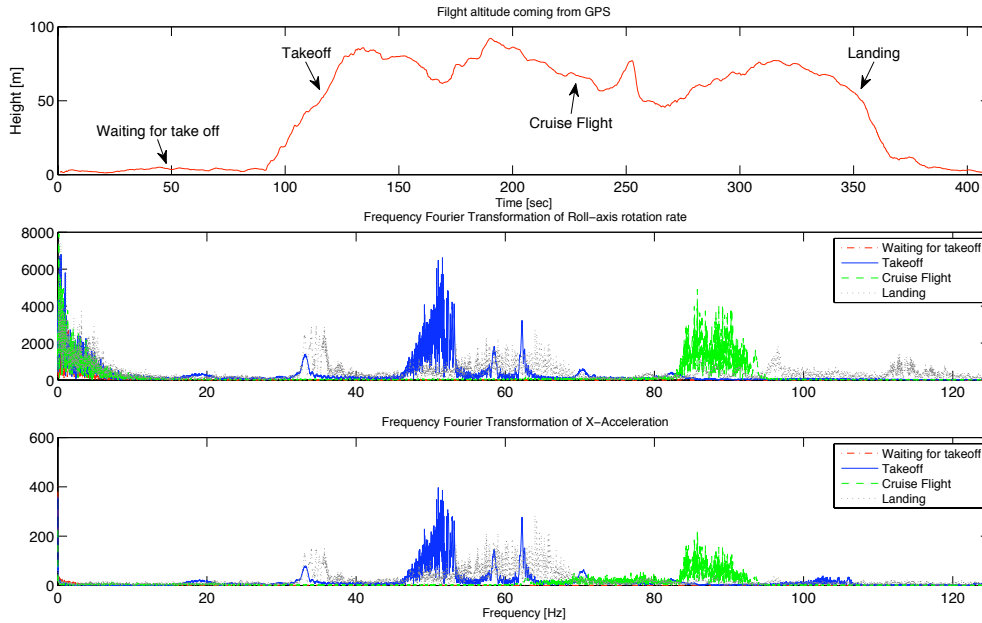 Filght altitude coming from GPS
100
50
0
Height [m]
Waiting for take off
Takeoff
Cruise Flight
Landing
0 50 100 150 200 250 300 350 400
Time [sec]
Frequency Fourier Transformation of Roll-axis rotation rate
8000
6000
4000
2000
0
Waiting for takeoff
Takeoff
Cruise Flight
Landing
0 20 40 60 80 100 120
Frequency Fourier Transformation of X-Acceleration
600
400
200
0
Waiting for takeoff
Takeoff
Cruise Flight
Landing
0 20 40 60 80 100 120
Frequency [Hz]